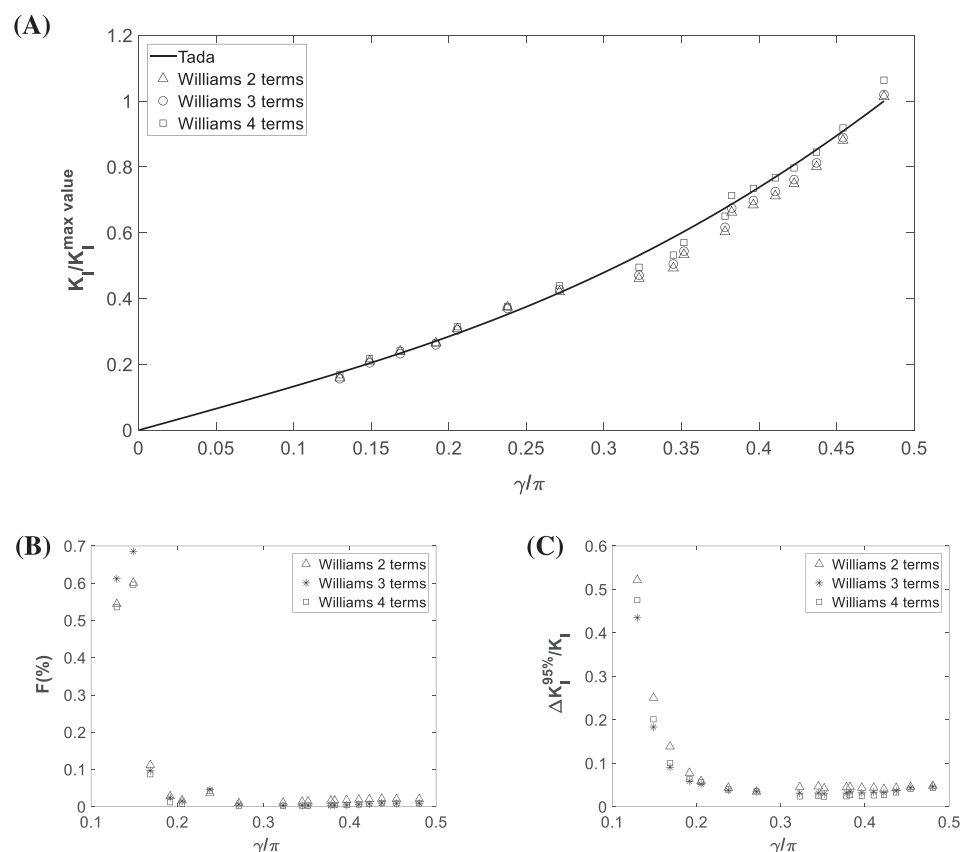 (A)
1.2
1
0.8
0.6
0.4
0.2
0
K_I/K_I^max value
Tada
Williams 2 terms
Williams 3 terms
Williams 4 terms
0 0.05 0.1 0.15 0.2 0.25 0.3 0.35 0.4 0.45 0.5
γ/π
(B)
0.7
0.6
0.5
0.4
0.3
0.2
0.1
0
F(%)
Williams 2 terms
Williams 3 terms
Williams 4 terms
0.1 0.2 0.3 0.4 0.5
γ/π
(C)
0.6
0.5
0.4
0.3
0.2
0.1
0
ΔK_I^95%/K_I
Williams 2 terms
Williams 3 terms
Williams 4 terms
0.1 0.2 0.3 0.4 0.5
γ/π